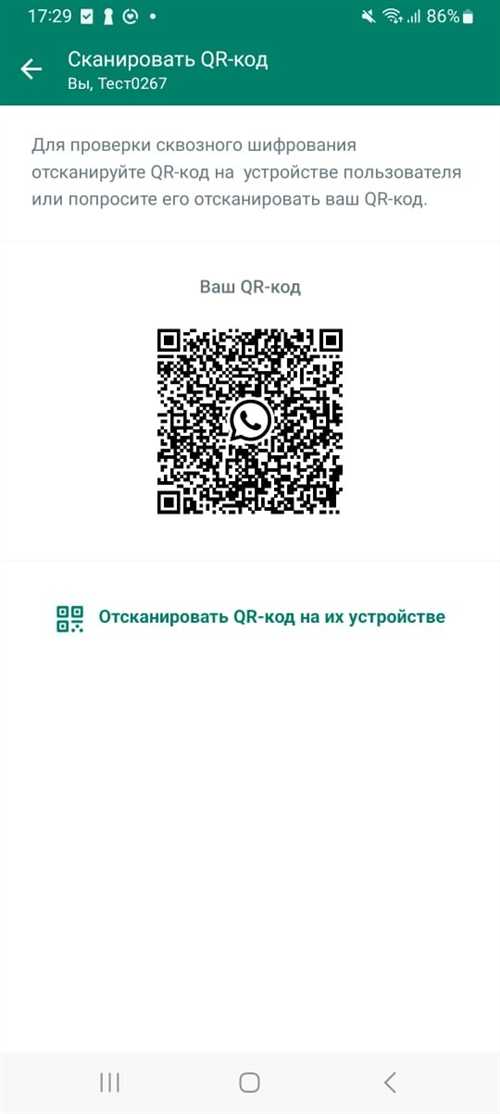 17:29 86%
Сканировать QR-код
Вы, Тест0267
Для проверки сквозного шифрования
отсканируйте QR-код на устройстве пользователя
или попросите его отсканировать ваш QR-код.
Ваш QR-код
Отсканировать QR-код на их устройстве